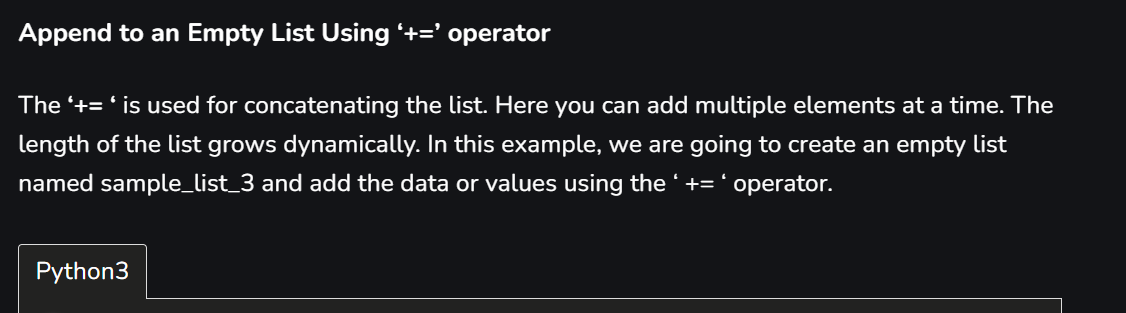 Append to an Empty List Using ‘+=’ operator
The ‘+= ‘ is used for concatenating the list. Here you can add multiple elements at a time. The
length of the list grows dynamically. In this example, we are going to create an empty list
named sample_list_3 and add the data or values using the ‘ += ‘ operator.
Python3